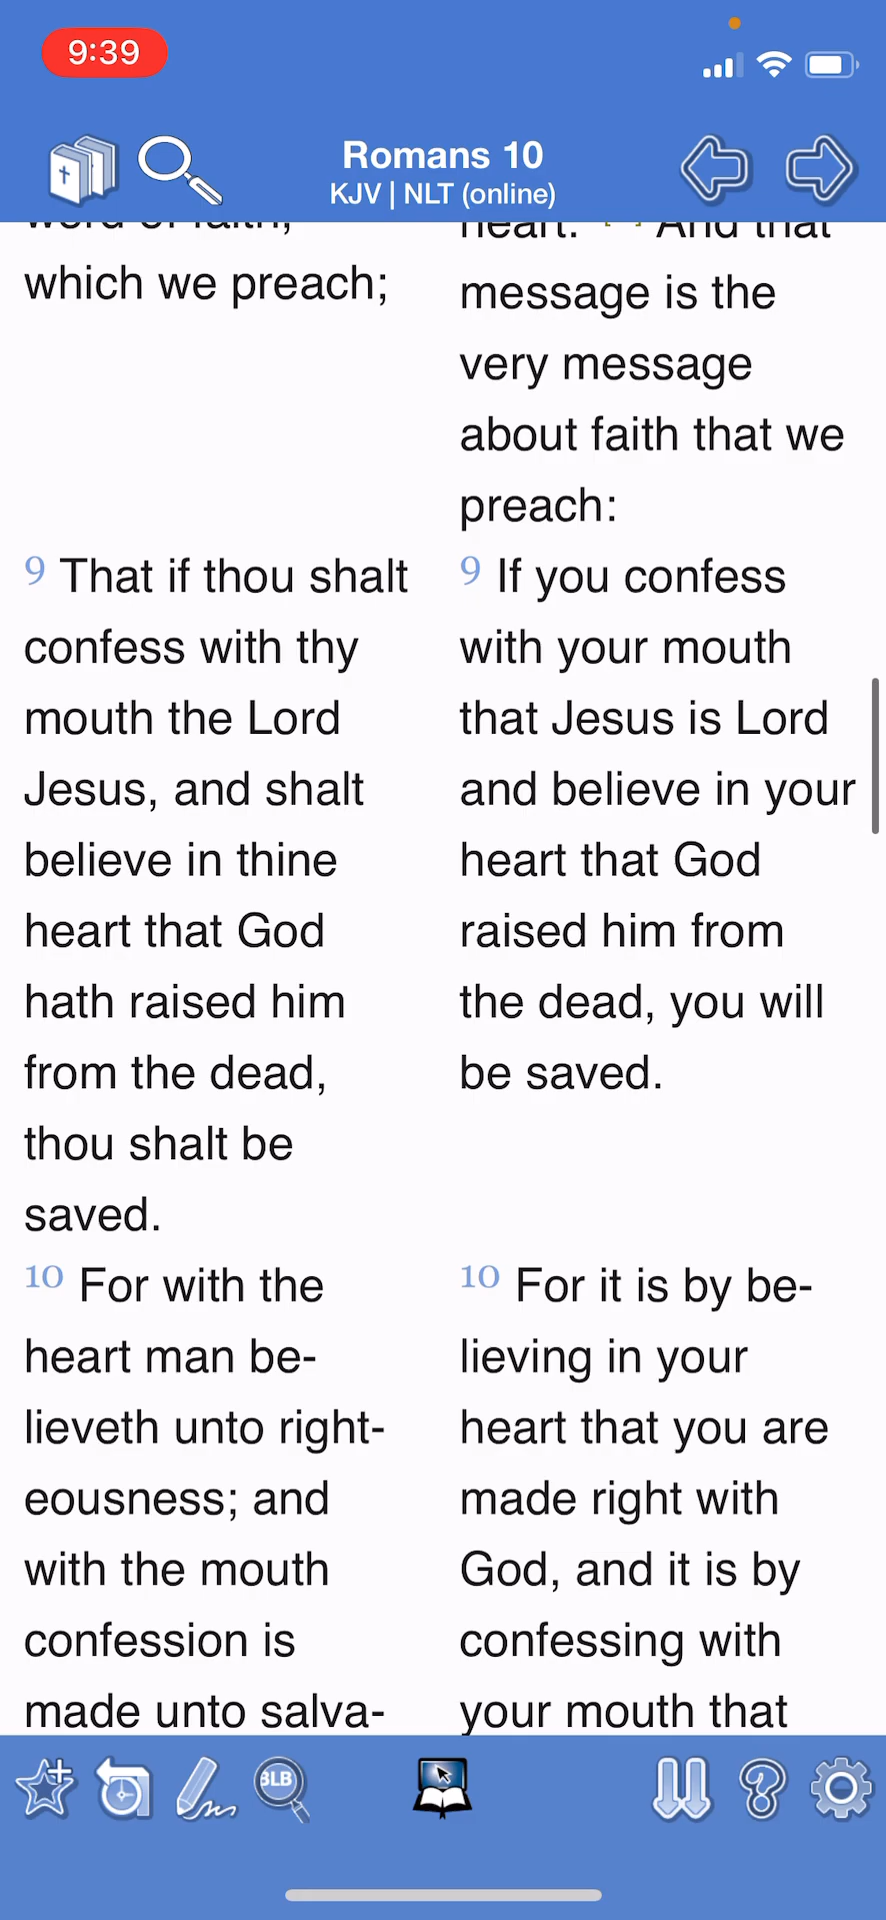 9:39
Romans 10
KJV | NLT (online)
word of faith,
which we preach;
heart. And that
message is the
very message
about faith that we
preach:
9 That if thou shalt
confess with thy
mouth the Lord
Jesus, and shalt
believe in thine
heart that God
hath raised him
from the dead,
thou shalt be
saved.
9 If you confess
with your mouth
that Jesus is Lord
and believe in your
heart that God
raised him from
the dead, you will
be saved.
10 For with the
heart man be-
lieveth unto right-
eousness; and
with the mouth
confession is
made unto salva-
10 For it is by be-
lieving in your
heart that you are
made right with
God, and it is by
confessing with
your mouth that
BLB